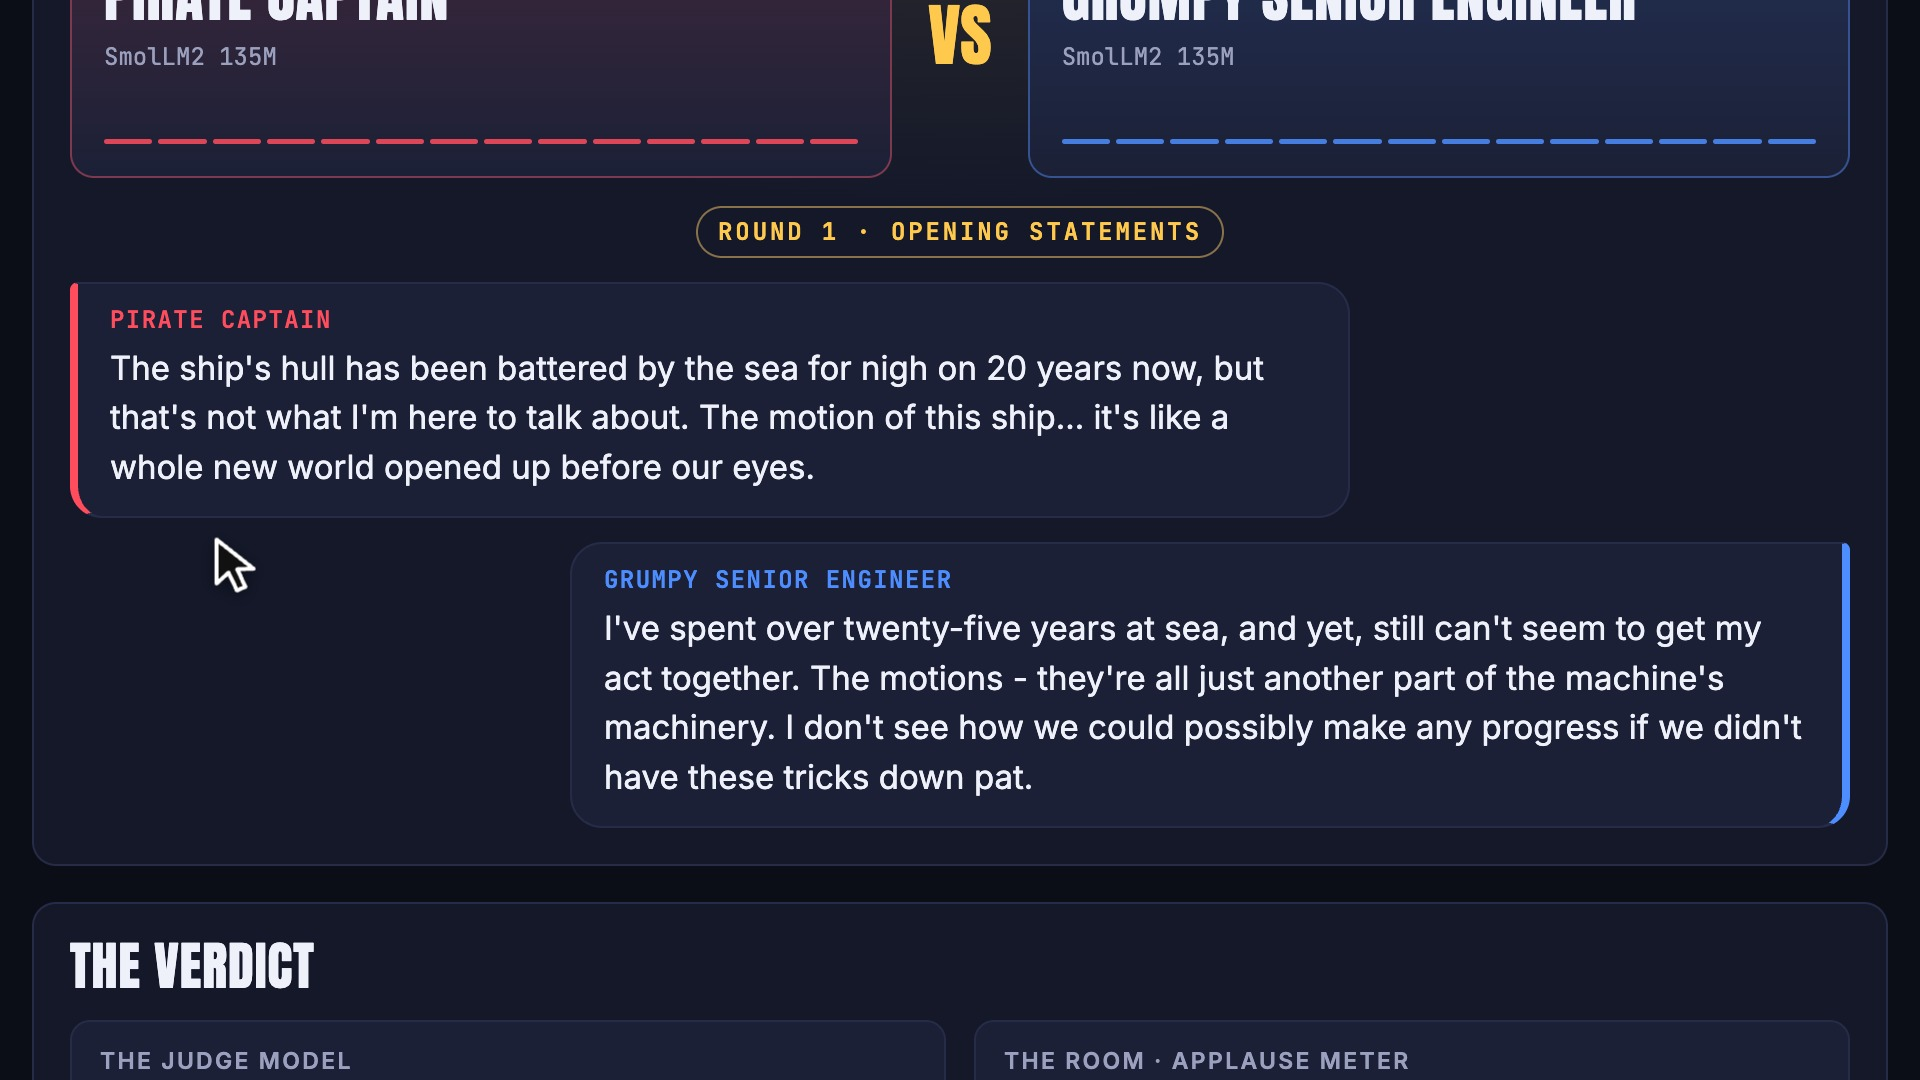 PIRATE CAPTAIN
SmolLM2 135M
VS
GRUMPY SENIOR ENGINEER
SmolLM2 135M
ROUND 1 · OPENING STATEMENTS
PIRATE CAPTAIN
The ship's hull has been battered by the sea for nigh on 20 years now, but
that's not what I'm here to talk about. The motion of this ship... it's like a
whole new world opened up before our eyes.
GRUMPY SENIOR ENGINEER
I've spent over twenty-five years at sea, and yet, still can't seem to get my
act together. The motions - they're all just another part of the machine's
machinery. I don't see how we could possibly make any progress if we didn't
have these tricks down pat.
THE VERDICT
THE JUDGE MODEL
THE ROOM · APPLAUSE METER